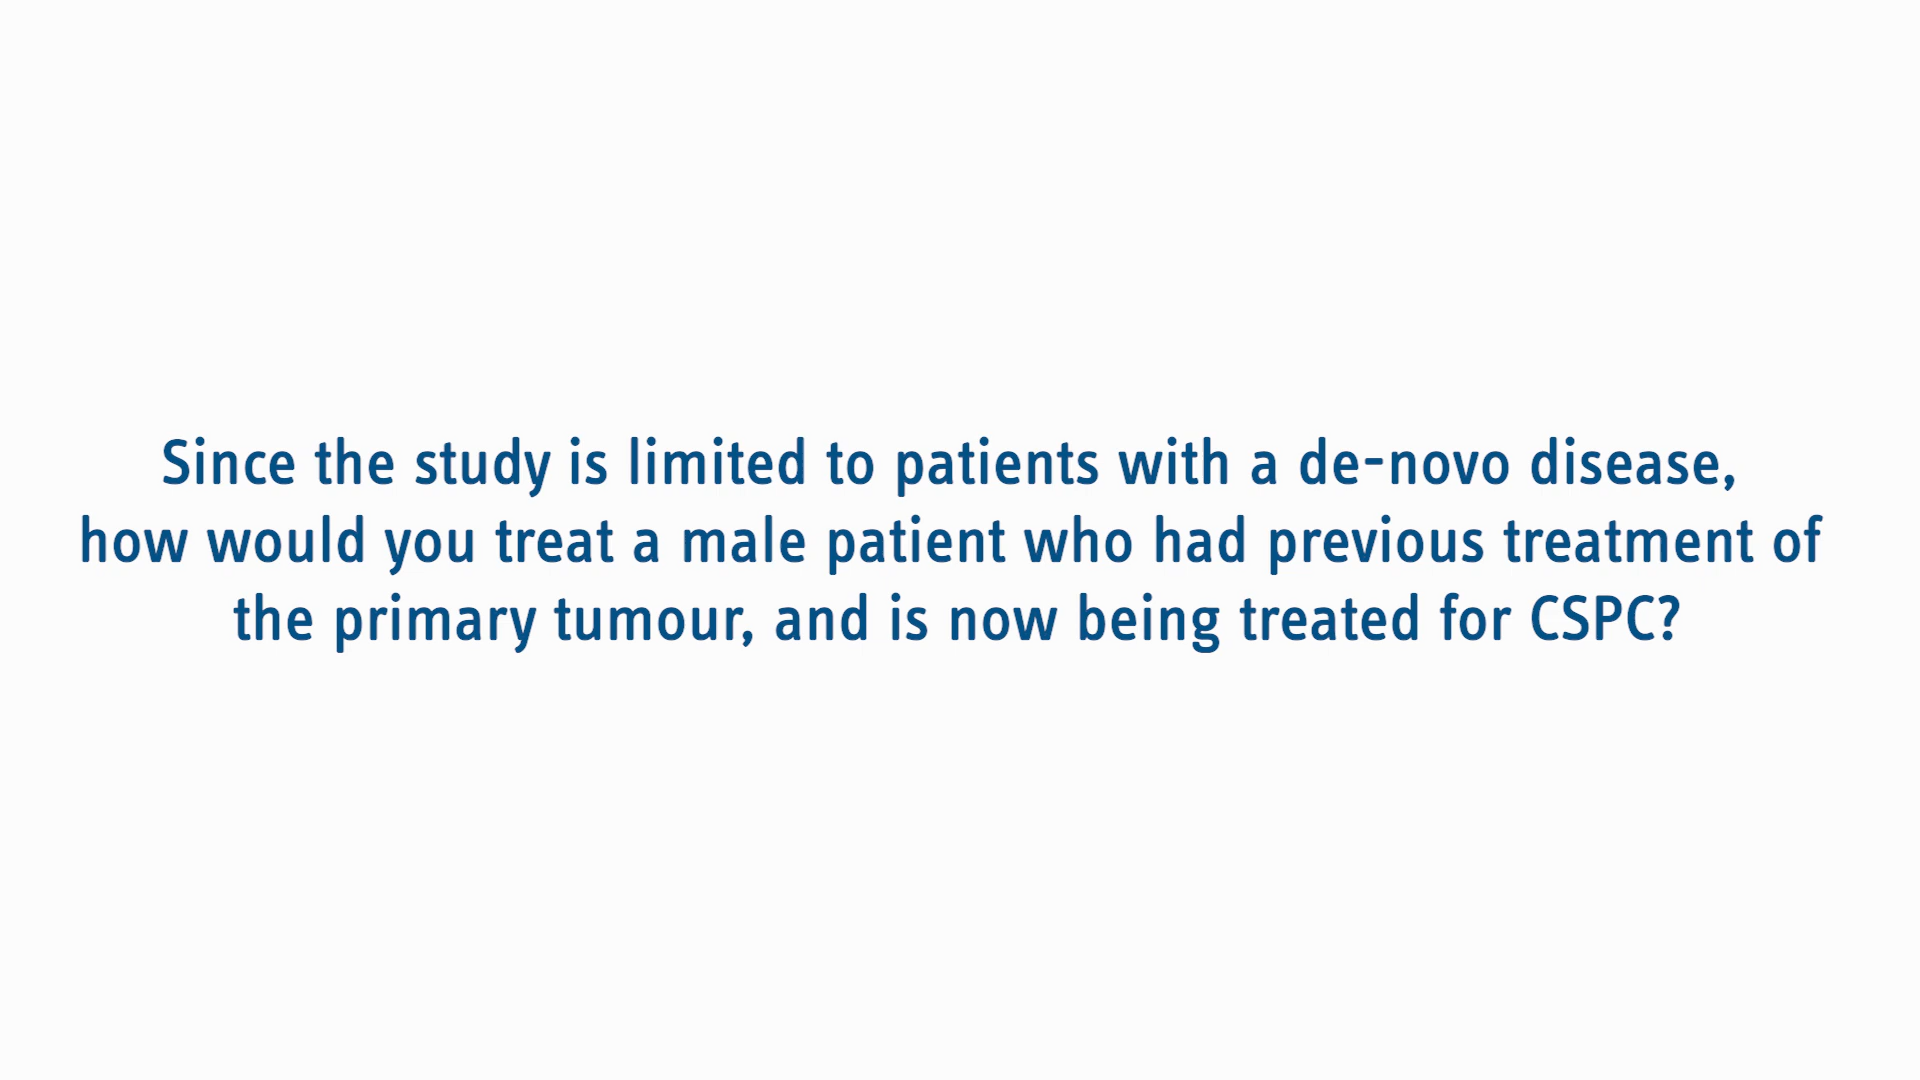 Since the study is limited to patients with a de-novo disease,
how would you treat a male patient who had previous treatment of
the primary tumour, and is now being treated for CSPC?